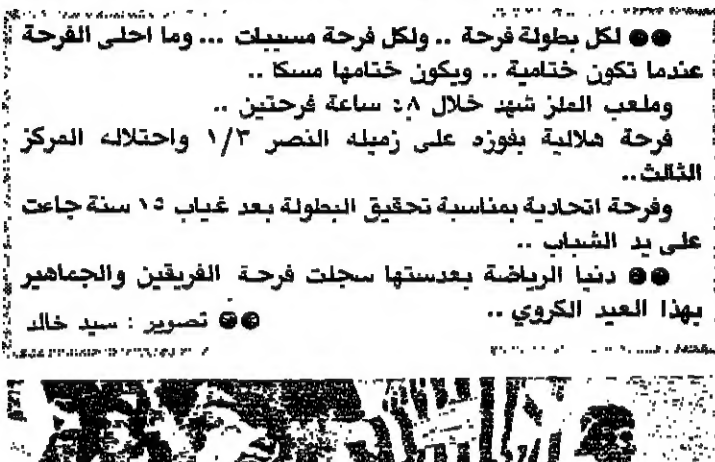 ●● لكل بطولة فرحة .. ولكل فرحة مسببات ... وما احلى الفرحة
عندما تكون ختامية .. ويكون ختامها مسكا ..
وملعب الملز شهد خلال ٤٨ ساعة فرحتين ..
فرحة هلالية بفوزه على زميله النصر ١/٣ واحتلاله المركز
الثالث..
وفرحة اتحادية بمناسبة تحقيق البطولة بعد غياب ١٥ سنة جاءت
على يد الشباب ..
●● دنيا الرياضة بعدستها سجلت فرحة الفريقين والجماهير
بهذا العيد الكروي ..
●● تصوير : سيد خالد